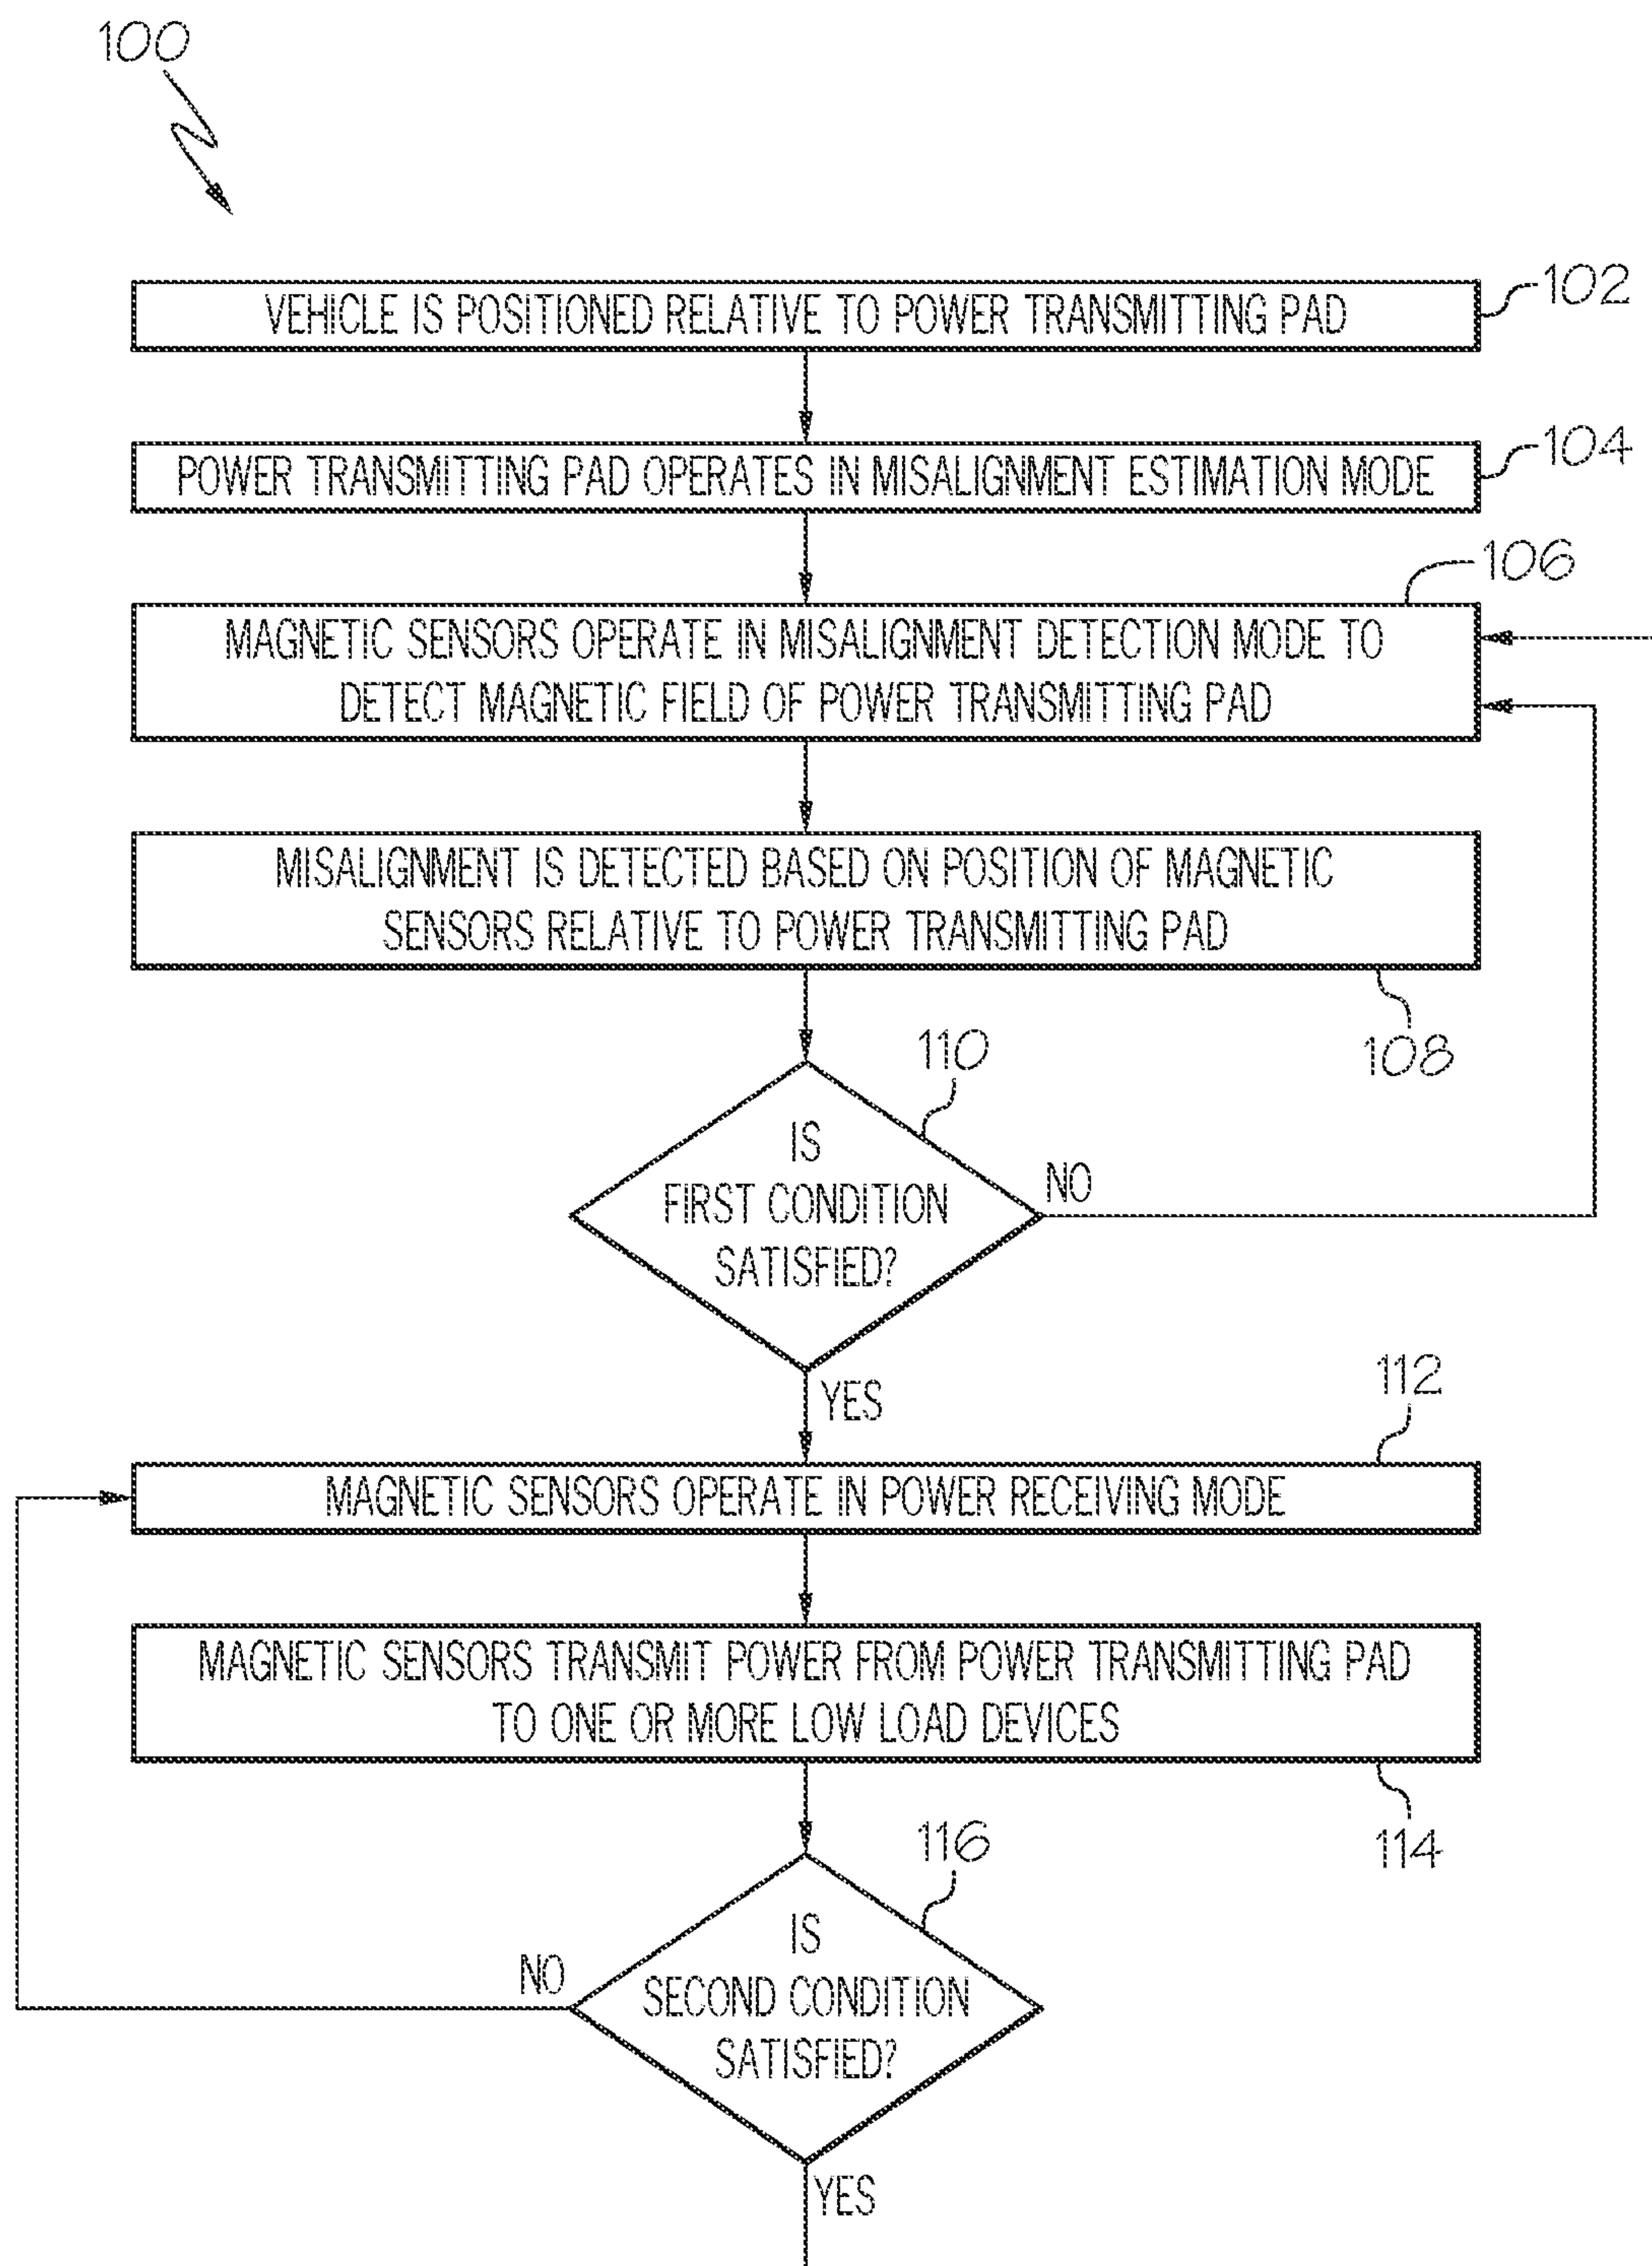 100
VEHICLE IS POSITIONED RELATIVE TO POWER TRANSMITTING PAD
102
POWER TRANSMITTING PAD OPERATES IN MISALIGNMENT ESTIMATION MODE
104
106
MAGNETIC SENSORS OPERATE IN MISALIGNMENT DETECTION MODE TO
DETECT MAGNETIC FIELD OF POWER TRANSMITTING PAD
MISALIGNMENT IS DETECTED BASED ON POSITION OF MAGNETIC
SENSORS RELATIVE TO POWER TRANSMITTING PAD
108
110
IS
FIRST CONDITION
SATISFIED?
NO
YES
112
MAGNETIC SENSORS OPERATE IN POWER RECEIVING MODE
MAGNETIC SENSORS TRANSMIT POWER FROM POWER TRANSMITTING PAD
TO ONE OR MORE LOW LOAD DEVICES
114
116
IS
SECOND CONDITION
SATISFIED?
NO
YES